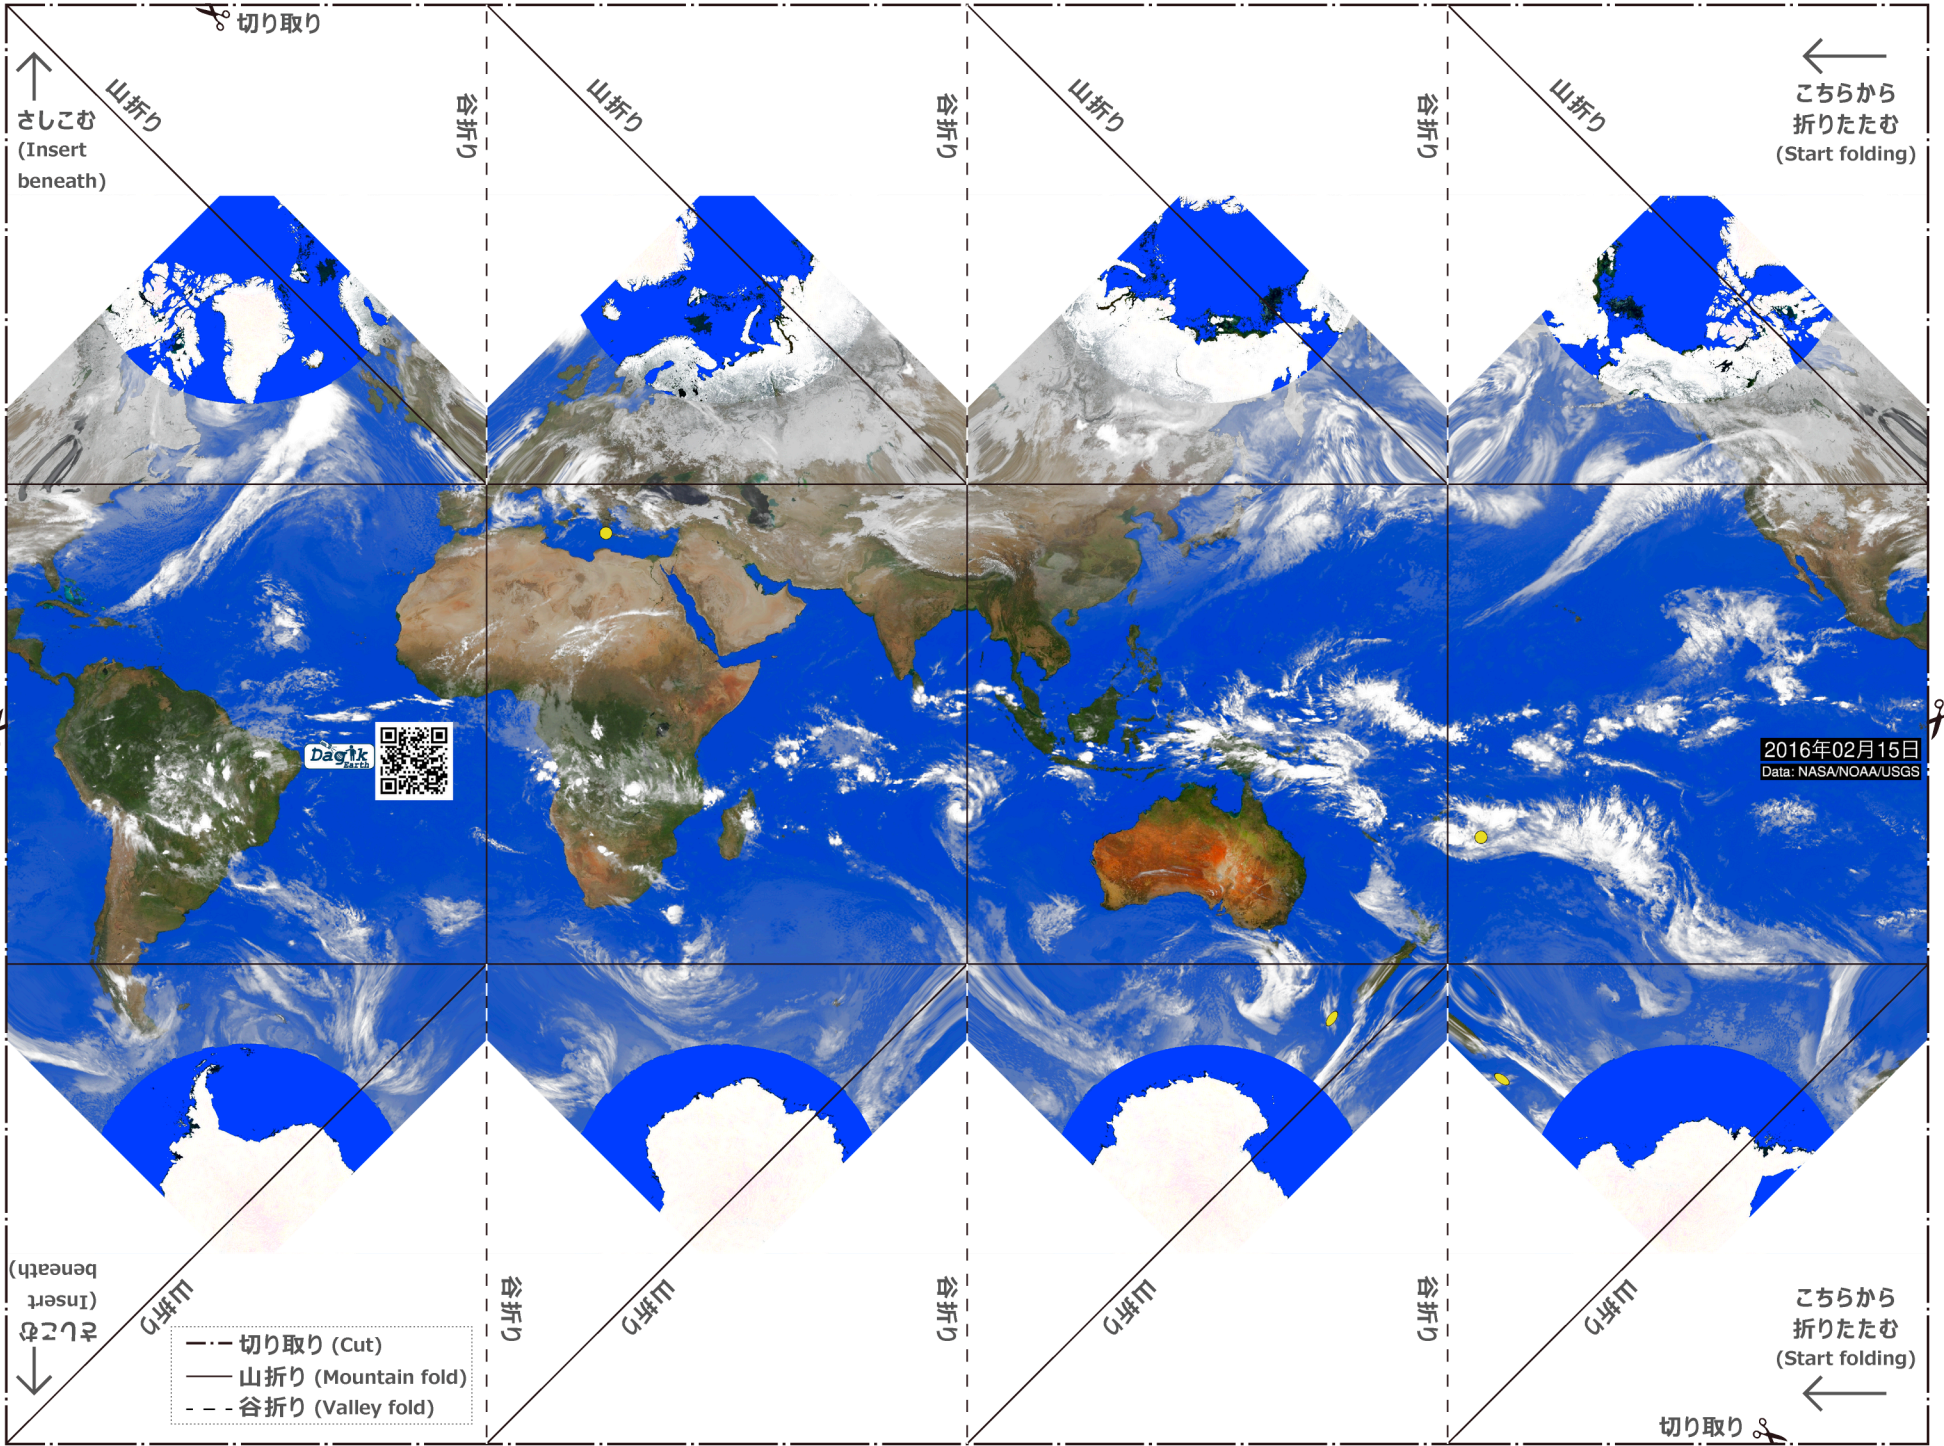 切り取り
山折り
谷折り
山折り
谷折り
山折り
谷折り
山折り
さしこむ
(Insert
beneath)
こちらから
折りたたむ
(Start folding)
Dagik
Earth
2016年02月15日
Data: NASA/NOAA/USGS
さしこむ
(Insert
beneath)
山折り
谷折り
山折り
谷折り
山折り
谷折り
山折り
こちらから
折りたたむ
(Start folding)
切り取り (Cut)
山折り (Mountain fold)
谷折り (Valley fold)
切り取り